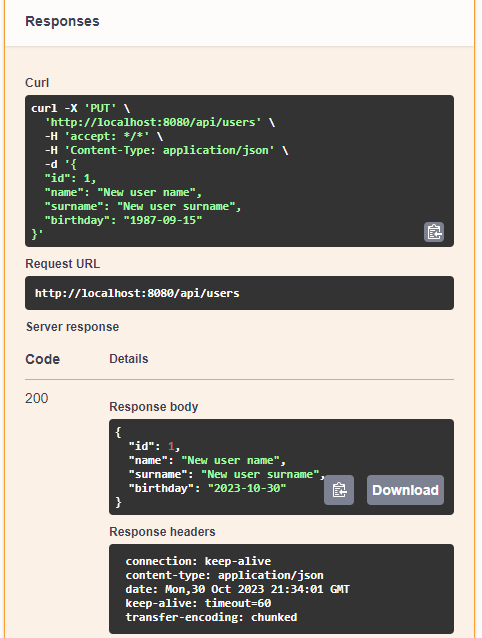 Responses
Curl
curl -X 'PUT' \
  'http://localhost:8080/api/users' \
  -H 'accept: */*' \
  -H 'Content-Type: application/json' \
  -d '{
  "id": 1,
  "name": "New user name",
  "surname": "New user surname",
  "birthday": "1987-09-15"
}'
Request URL
http://localhost:8080/api/users
Server response
Code Details
200
Response body
{
  "id": 1,
  "name": "New user name",
  "surname": "New user surname",
  "birthday": "2023-10-30"
}
Download
Response headers
connection: keep-alive
content-type: application/json
date: Mon,30 Oct 2023 21:34:01 GMT
keep-alive: timeout=60
transfer-encoding: chunked